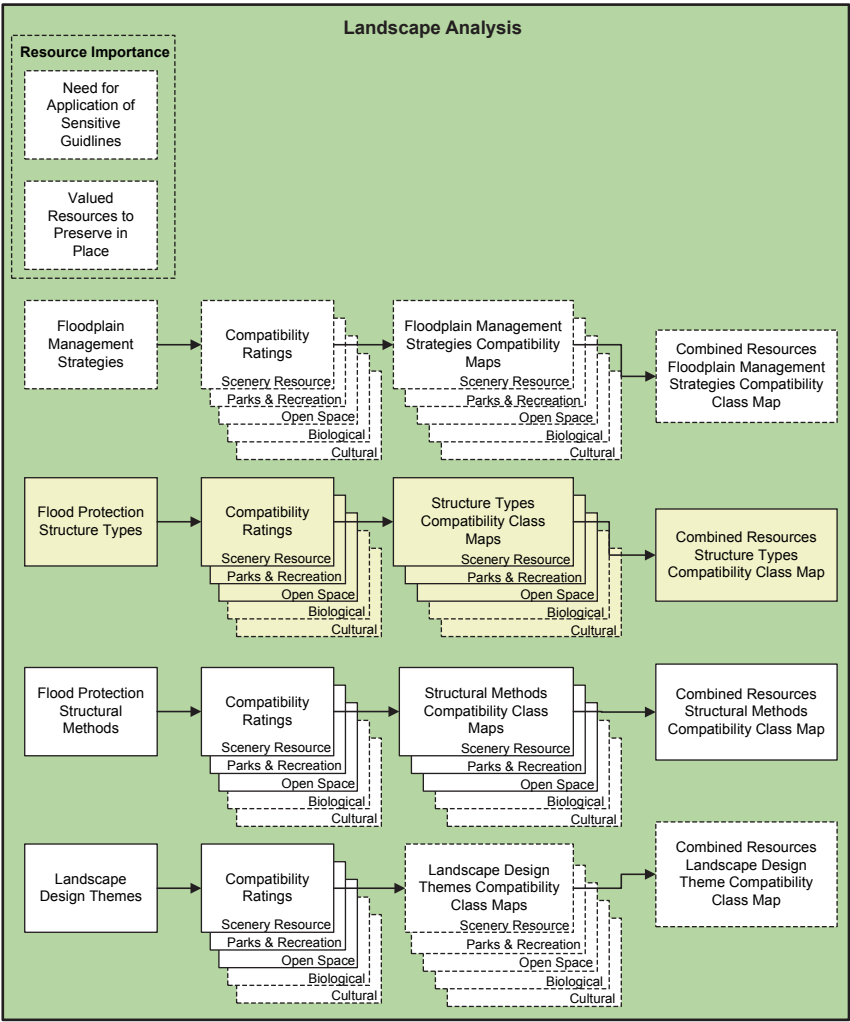 Landscape Analysis
Resource Importance
Need for
Application of
Sensitive
Guidlines
Valued
Resources to
Preserve in
Place
Floodplain
Management
Strategies
Compatibility
Ratings
Scenery Resource
Parks & Recreation
Open Space
Biological
Cultural
Floodplain Management
Strategies Compatibility
Maps
Scenery Resource
Parks & Recreation
Open Space
Biological
Cultural
Combined Resources
Floodplain Management
Strategies Compatibility
Class Map
Flood Protection
Structure Types
Compatibility
Ratings
Scenery Resource
Parks & Recreation
Open Space
Biological
Cultural
Structure Types
Compatibility Class
Maps
Scenery Resource
Parks & Recreation
Open Space
Biological
Cultural
Combined Resources
Structure Types
Compatibility Class Map
Flood Protection
Structural
Methods
Compatibility
Ratings
Scenery Resource
Parks & Recreation
Open Space
Biological
Cultural
Structural Methods
Compatibility Class
Maps
Scenery Resource
Parks & Recreation
Open Space
Biological
Cultural
Combined Resources
Structural Methods
Compatibility Class Map
Landscape
Design Themes
Compatibility
Ratings
Scenery Resource
Parks & Recreation
Open Space
Biological
Cultural
Landscape Design
Themes Compatibility
Class Maps
Scenery Resource
Parks & Recreation
Open Space
Biological
Cultural
Combined Resources
Landscape Design
Theme Compatibility
Class Map